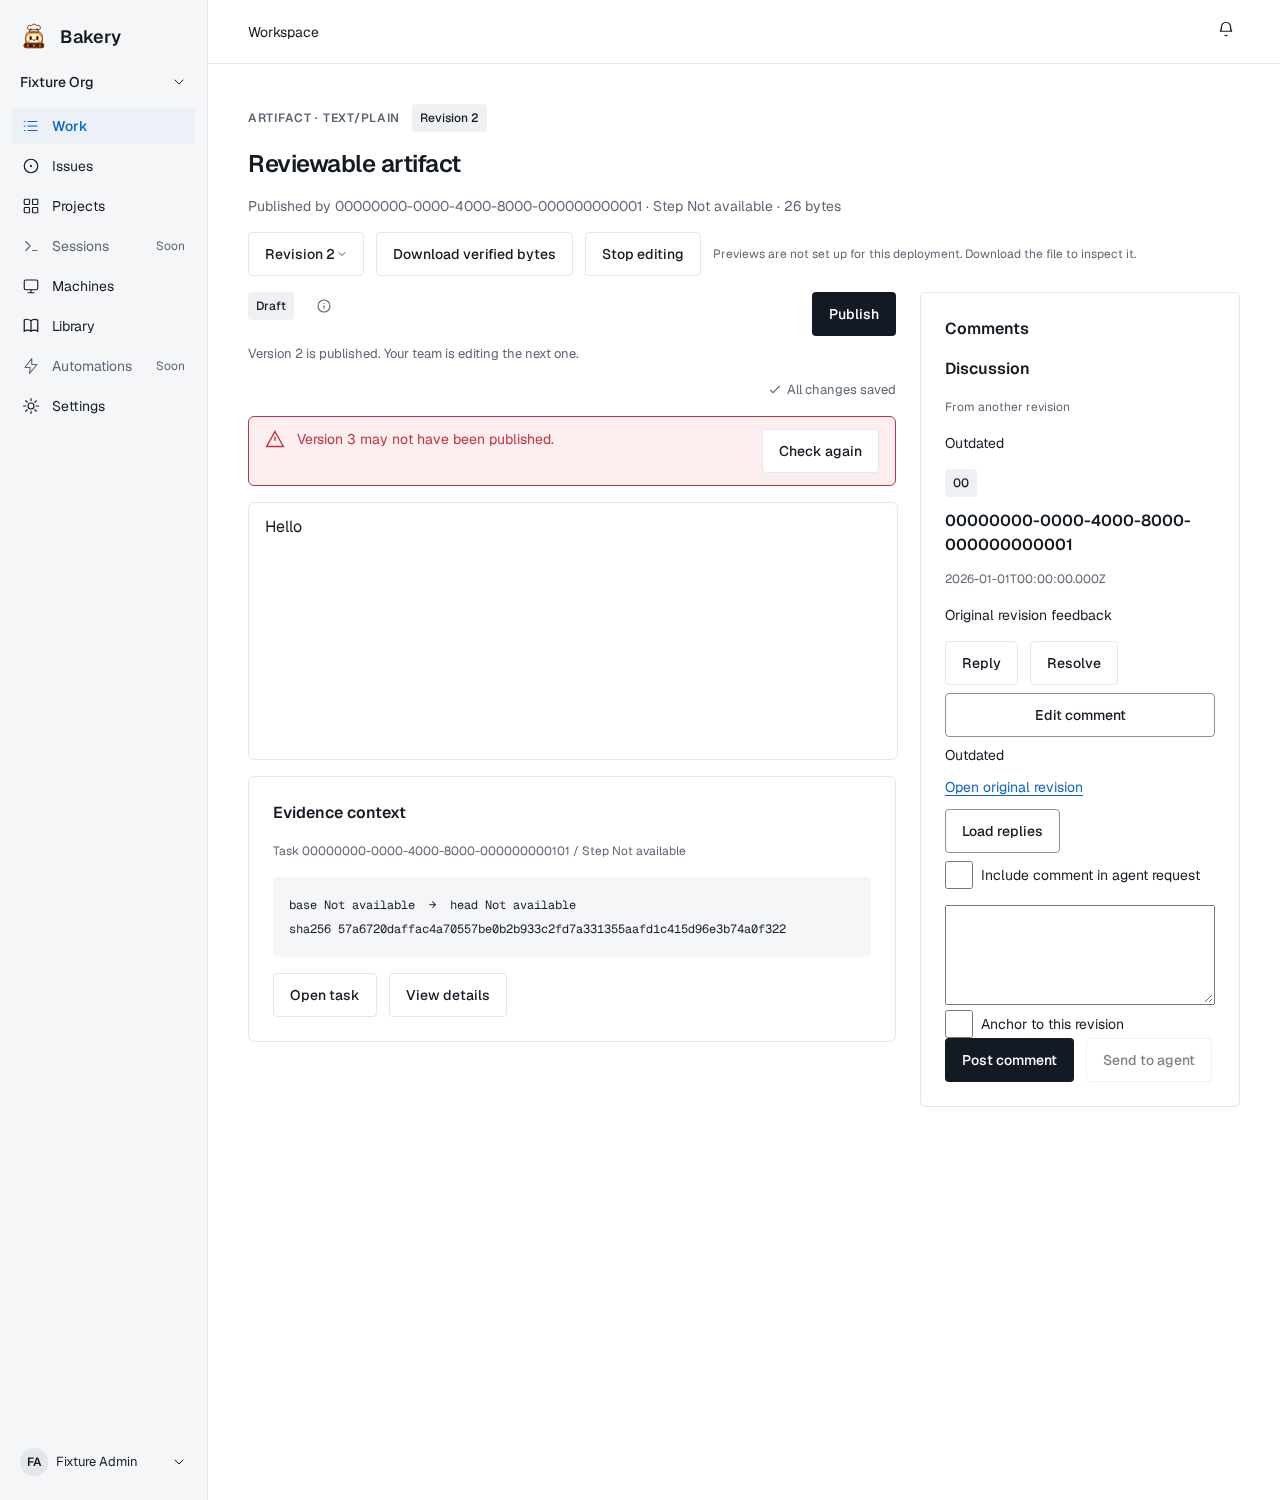 Bakery
Fixture Org
Work
Issues
Projects
Sessions Soon
Machines
Library
Automations Soon
Settings
FA Fixture Admin
Workspace
ARTIFACT · TEXT/PLAIN Revision 2
Reviewable artifact
Published by 00000000-0000-4000-8000-000000000001 · Step Not available · 26 bytes
Revision 2 Download verified bytes Stop editing Previews are not set up for this deployment. Download the file to inspect it.
Draft Publish
Version 2 is published. Your team is editing the next one.
All changes saved
Version 3 may not have been published. Check again
Hello
Evidence context
Task 00000000-0000-4000-8000-000000000101 / Step Not available
base Not available → head Not available
sha256 57a6720daffac4a70557be0b2b933c2fd7a331355aafd1c415d96e3b74a0f322
Open task View details
Comments
Discussion
From another revision
Outdated
00
00000000-0000-4000-8000-
000000000001
2026-01-01T00:00:00.000Z
Original revision feedback
Reply Resolve
Edit comment
Outdated
Open original revision
Load replies
Include comment in agent request
Anchor to this revision
Post comment Send to agent